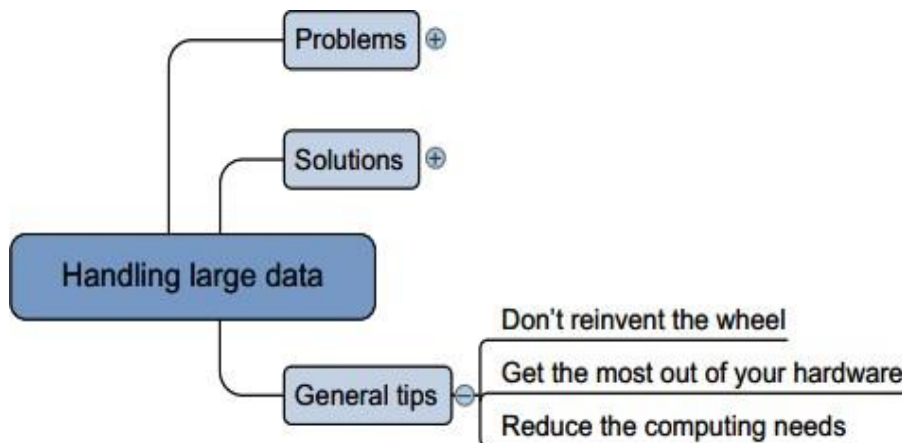 Problems
Solutions
Handling large data
Don't reinvent the wheel
Get the most out of your hardware
General tips
Reduce the computing needs